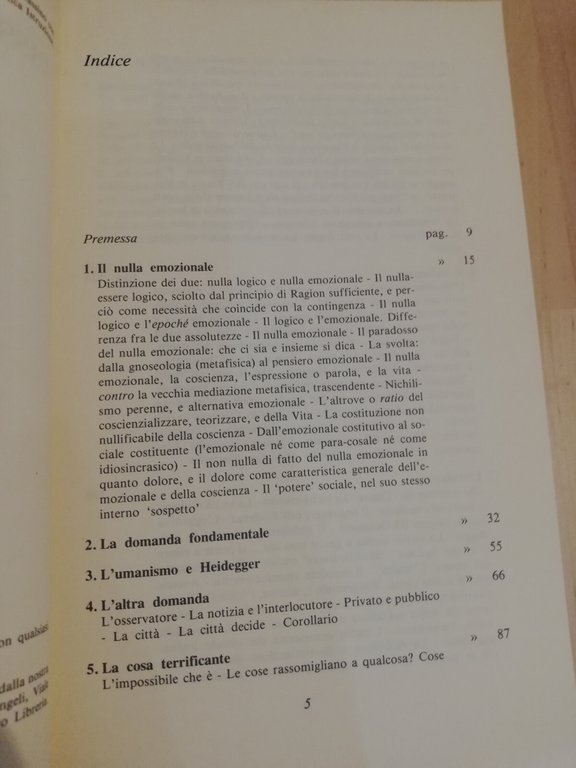 Indice
Premessa pag. 9
1. Il nulla emozionale » 15
Distinzione dei due: nulla logico e nulla emozionale - Il nulla-
essere logico, sciolto dal principio di Ragion sufficiente, e per-
ciò come necessità che coincide con la contingenza - Il nulla
logico e l'epoché emozionale - Il logico e l'emozionale. Diffe-
renza fra le due assolutezze - Il nulla emozionale - Il paradosso
del nulla emozionale: che ci sia e insieme si dica - La svolta:
dalla gnoseologia (metafisica) al pensiero emozionale - Il nulla
emozionale, la coscienza, l'espressione o parola, e la vita -
contro la vecchia mediazione metafisica, trascendente - Nichili-
smo perenne, e alternativa emozionale - L'altrove o ratio del
coscienzializzare, teorizzare, e della Vita - La costituzione non
nullificabile della coscienza - Dall'emozionale costitutivo al so-
ciale costituente (l'emozionale né come para-cosale né come
idiosincrasico) - Il non nulla di fatto del nulla emozionale in
quanto dolore, e il dolore come caratteristica generale dell'e-
mozionale e della coscienza - Il 'potere' sociale, nel suo stesso
interno 'sospetto'
2. La domanda fondamentale » 32
3. L'umanismo e Heidegger » 55
4. L'altra domanda » 66
L'osservatore - La notizia e l'interlocutore - Privato e pubblico
- La città - La città decide - Corollario
5. La cosa terrificante » 87
L'impossibile che è - Le cose rassomigliano a qualcosa? Cose
5
on qualsiasi
dalla nostra
ngeli, Viale
o Libreria